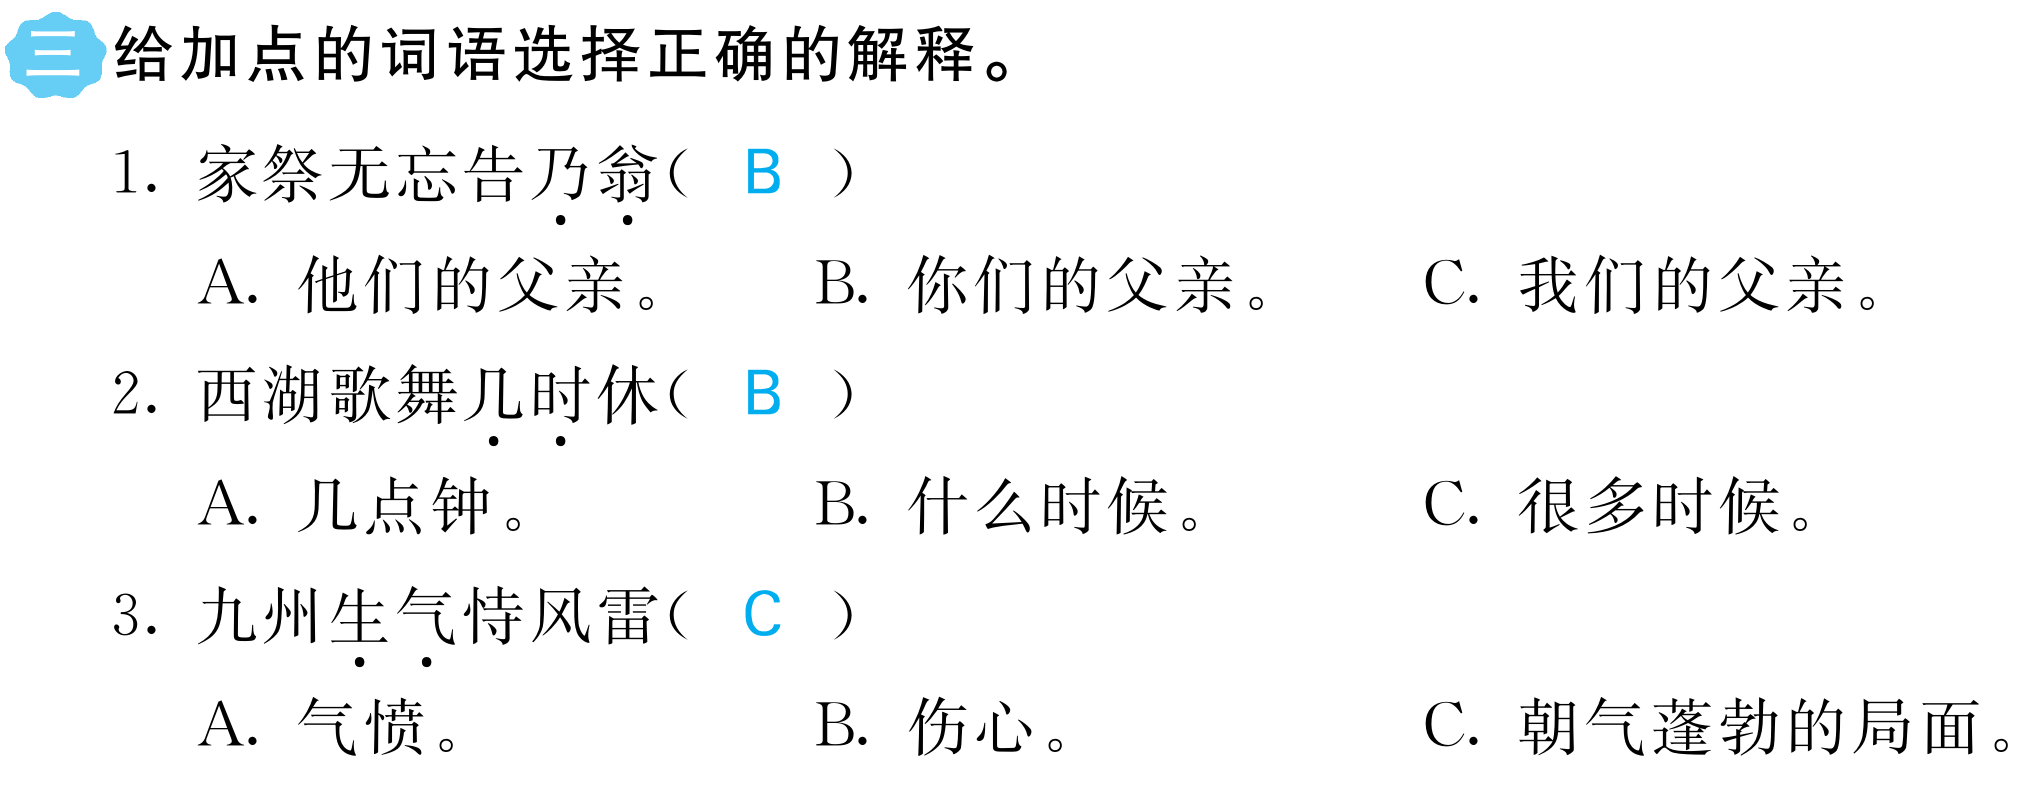 三 给加点的词语选择正确的解释。
1. 家祭无忘告乃翁( B )
A. 他们的父亲。 B. 你们的父亲。 C. 我们的父亲。
2. 西湖歌舞几时休( B )
A. 几点钟。 B. 什么时候。 C. 很多时候。
3. 九州生气恃风雷( C )
A. 气愤。 B. 伤心。 C. 朝气蓬勃的局面。